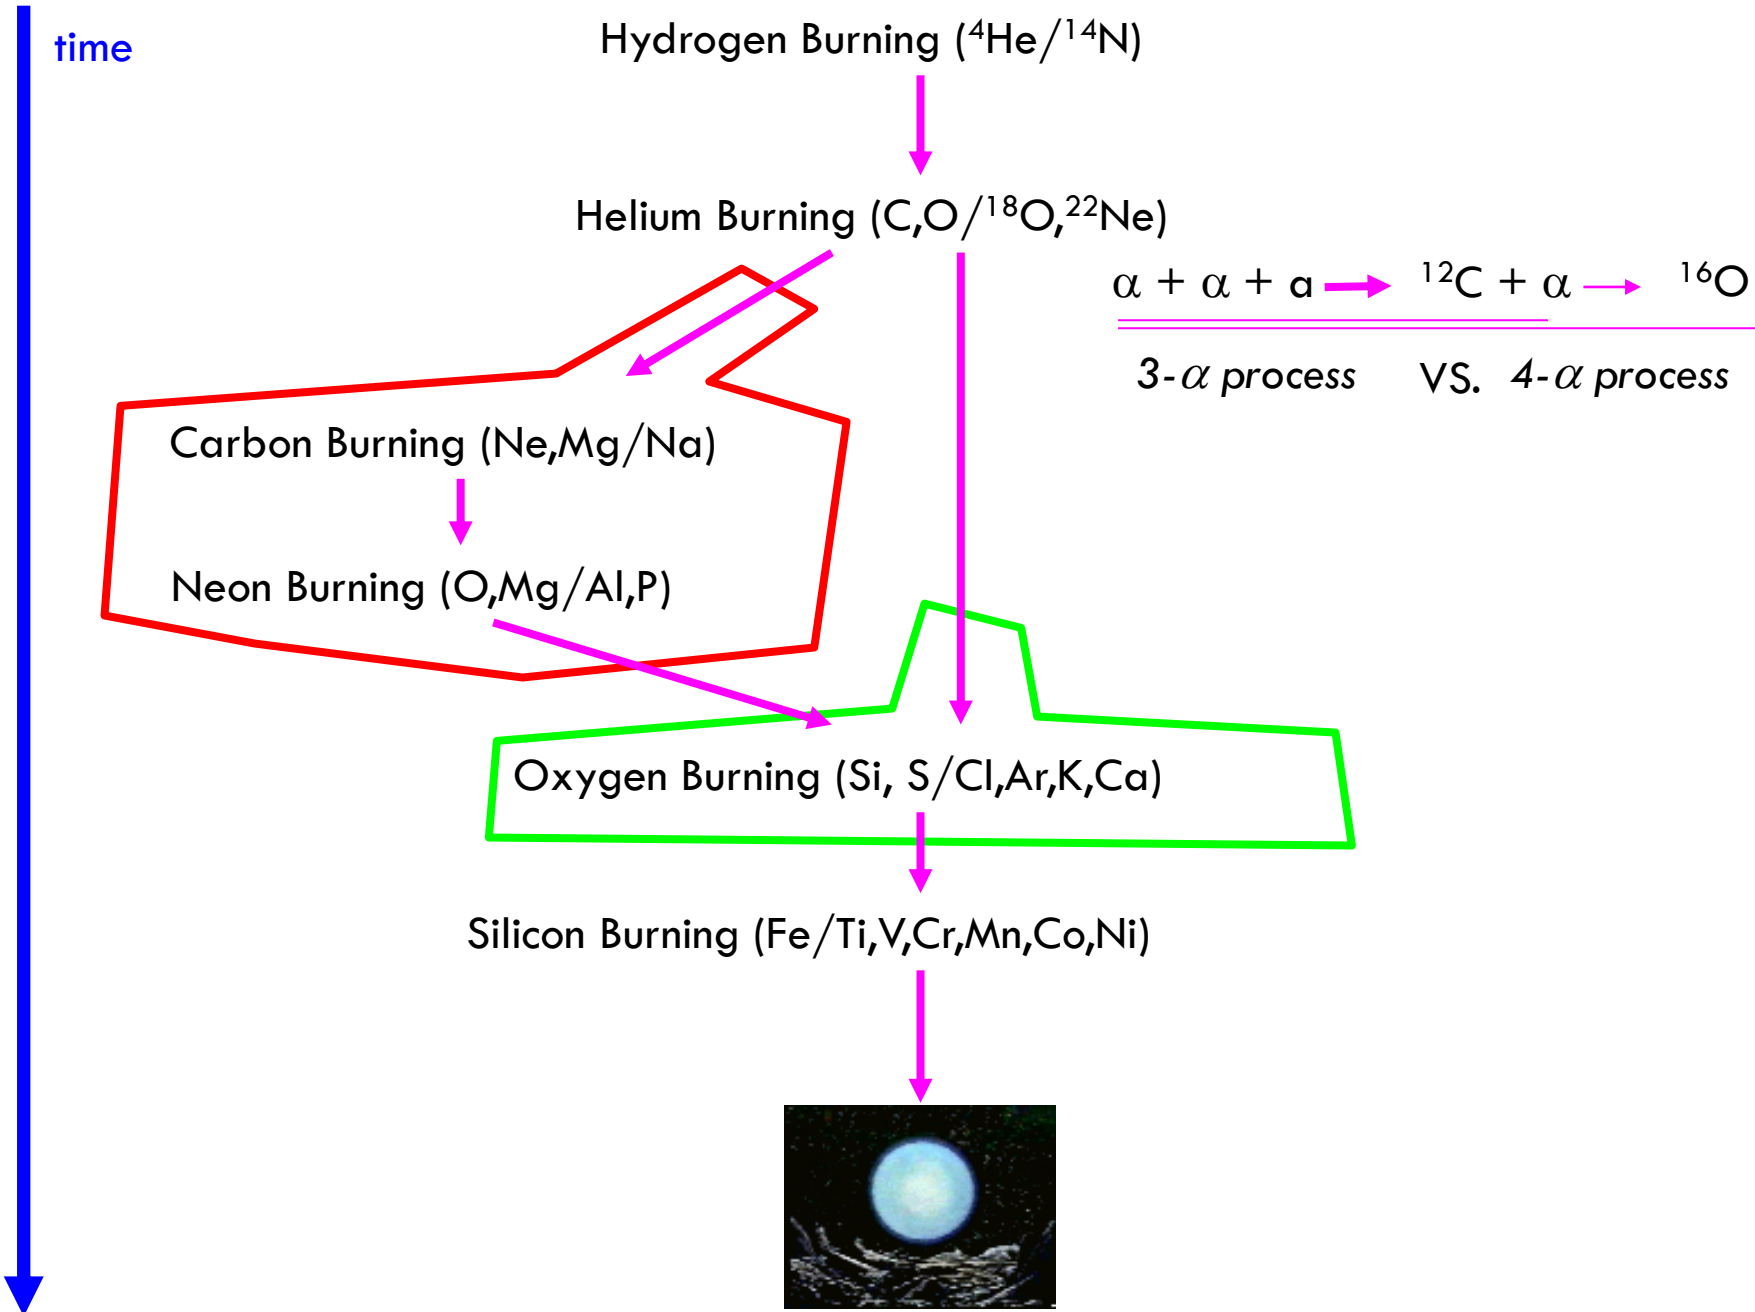 time
Hydrogen Burning (⁴He/¹⁴N)
Helium Burning (C,O/¹⁸O,²²Ne)
α + α + a ¹²C + α ¹⁶O
3-α process VS. 4-α process
Carbon Burning (Ne,Mg/Na)
Neon Burning (O,Mg/Al,P)
Oxygen Burning (Si, S/Cl,Ar,K,Ca)
Silicon Burning (Fe/Ti,V,Cr,Mn,Co,Ni)